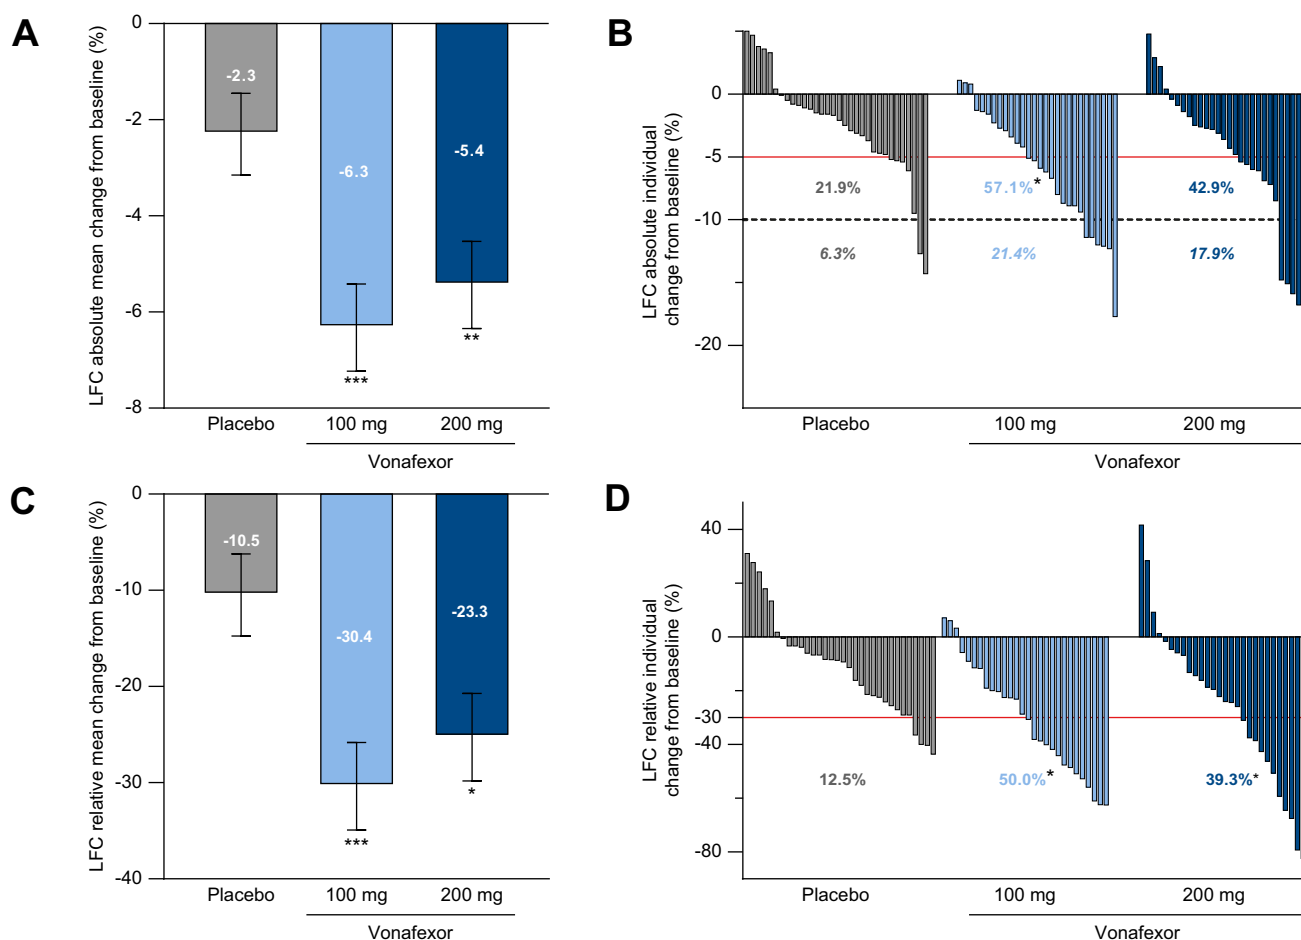 A
LFC absolute mean change from baseline (%)
0
-2
-4
-6
-8
-2.3
-6.3
-5.4
***
**
Placebo
100 mg
200 mg
Vonafexor
B
LFC absolute individual
change from baseline (%)
0
-5
-10
-20
21.9%
57.1%*
42.9%
6.3%
21.4%
17.9%
Placebo
100 mg
200 mg
Vonafexor
C
LFC relative mean change from baseline (%)
0
-10
-20
-30
-40
-10.5
-30.4
-23.3
***
*
Placebo
100 mg
200 mg
Vonafexor
D
LFC relative individual
change from baseline (%)
40
0
-30
-40
-80
12.5%
50.0%*
39.3%*
Placebo
100 mg
200 mg
Vonafexor